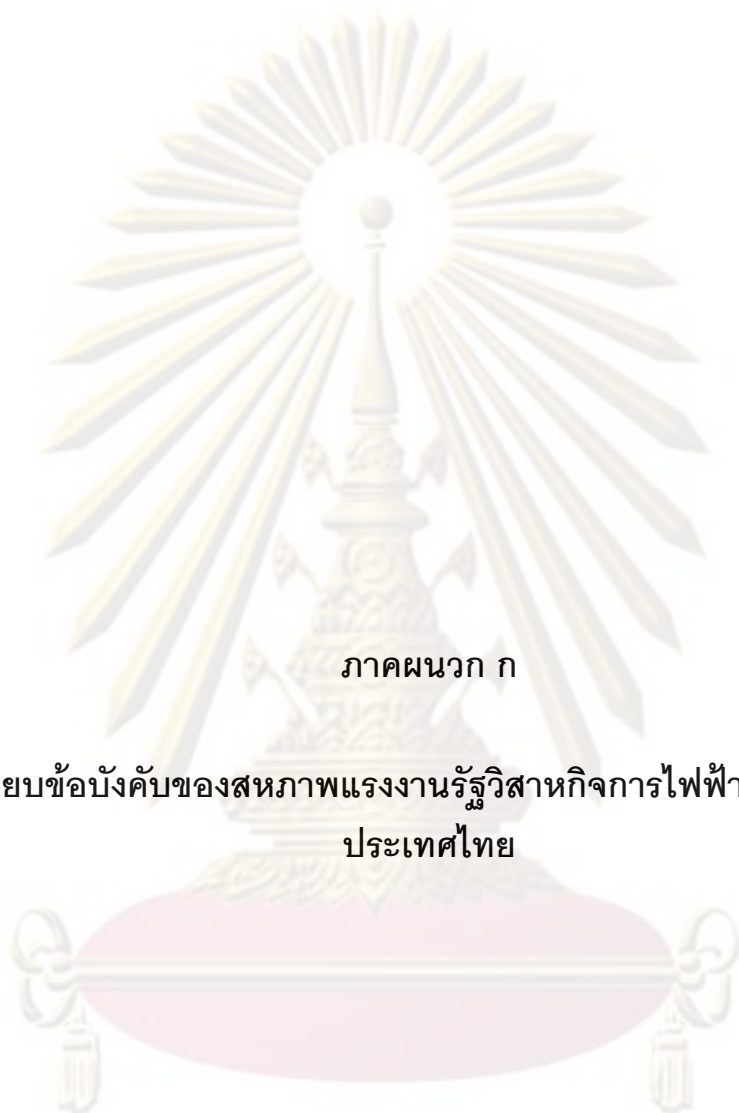 ภาคผนวก ก
ยบข้อบังคับของสหภาพแรงงานรัฐวิสาหกิจการไฟฟ้า
ประเทศไทย